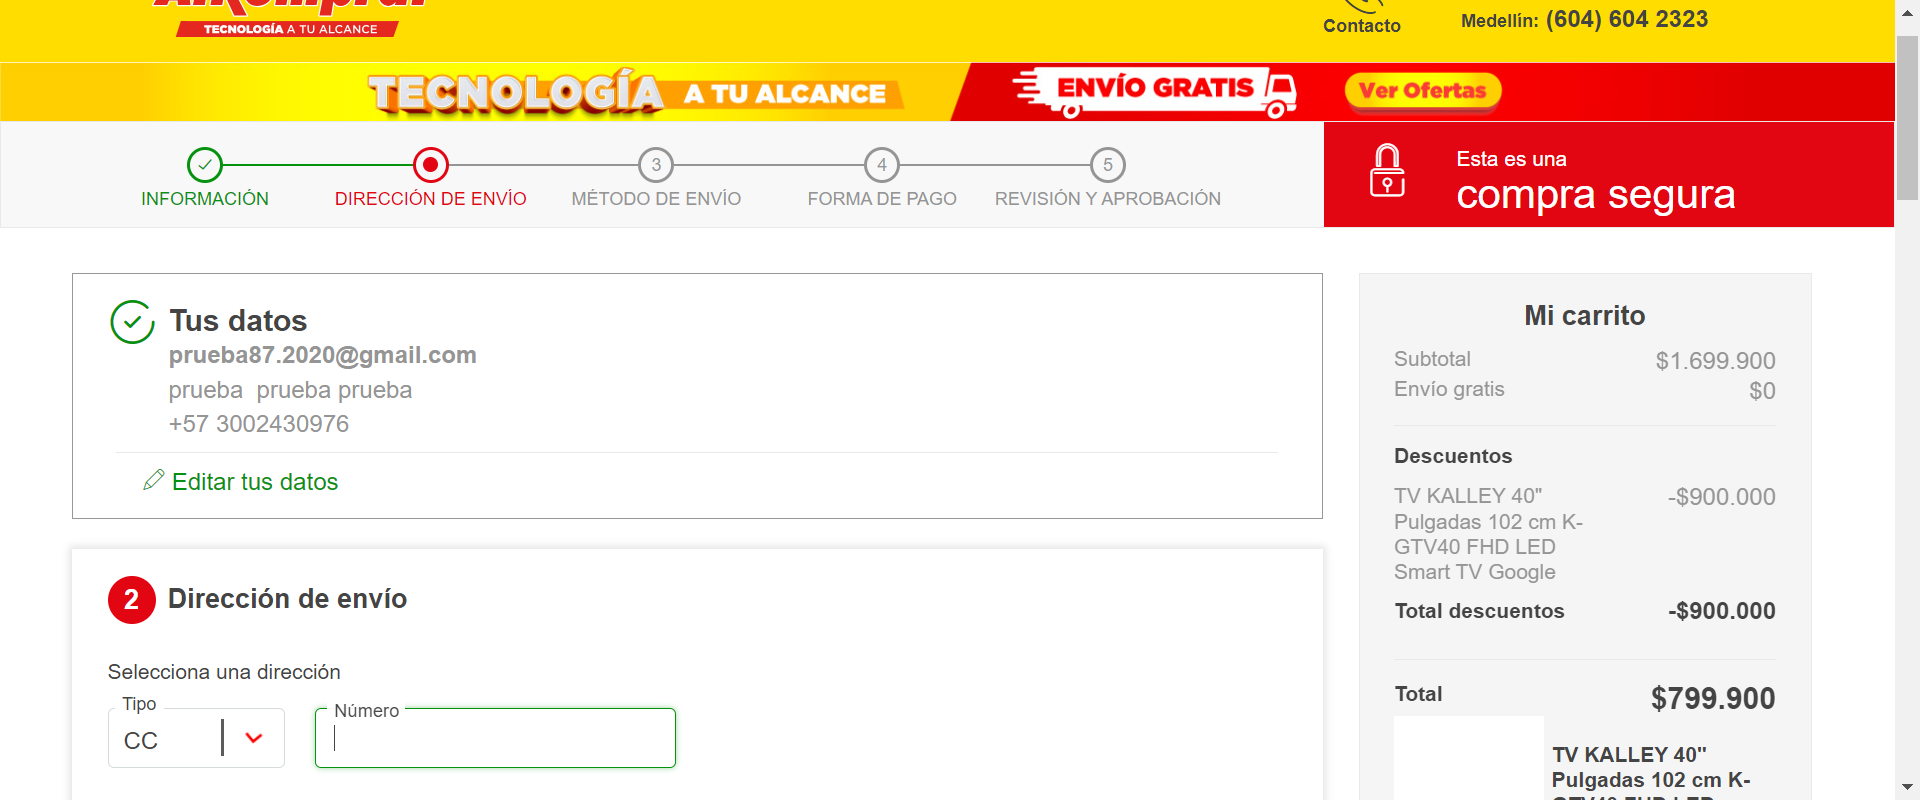 TECNOLOGÍA A TU ALCANCE
Contacto
Medellín: (604) 604 2323
TECNOLOGÍA A TU ALCANCE
ENVÍO GRATIS
Ver Ofertas
3
4
5
INFORMACIÓN
DIRECCIÓN DE ENVÍO
MÉTODO DE ENVÍO
FORMA DE PAGO
REVISIÓN Y APROBACIÓN
Esta es una
compra segura
Tus datos
prueba87.2020@gmail.com
prueba prueba prueba
+57 3002430976
Editar tus datos
2 Dirección de envío
Selecciona una dirección
Tipo
CC
Número
Mi carrito
Subtotal $1.699.900
Envío gratis $0
Descuentos
TV KALLEY 40" -$900.000
Pulgadas 102 cm K-
GTV40 FHD LED
Smart TV Google
Total descuentos -$900.000
Total $799.900
TV KALLEY 40"
Pulgadas 102 cm K-
GTV40 FHD LED